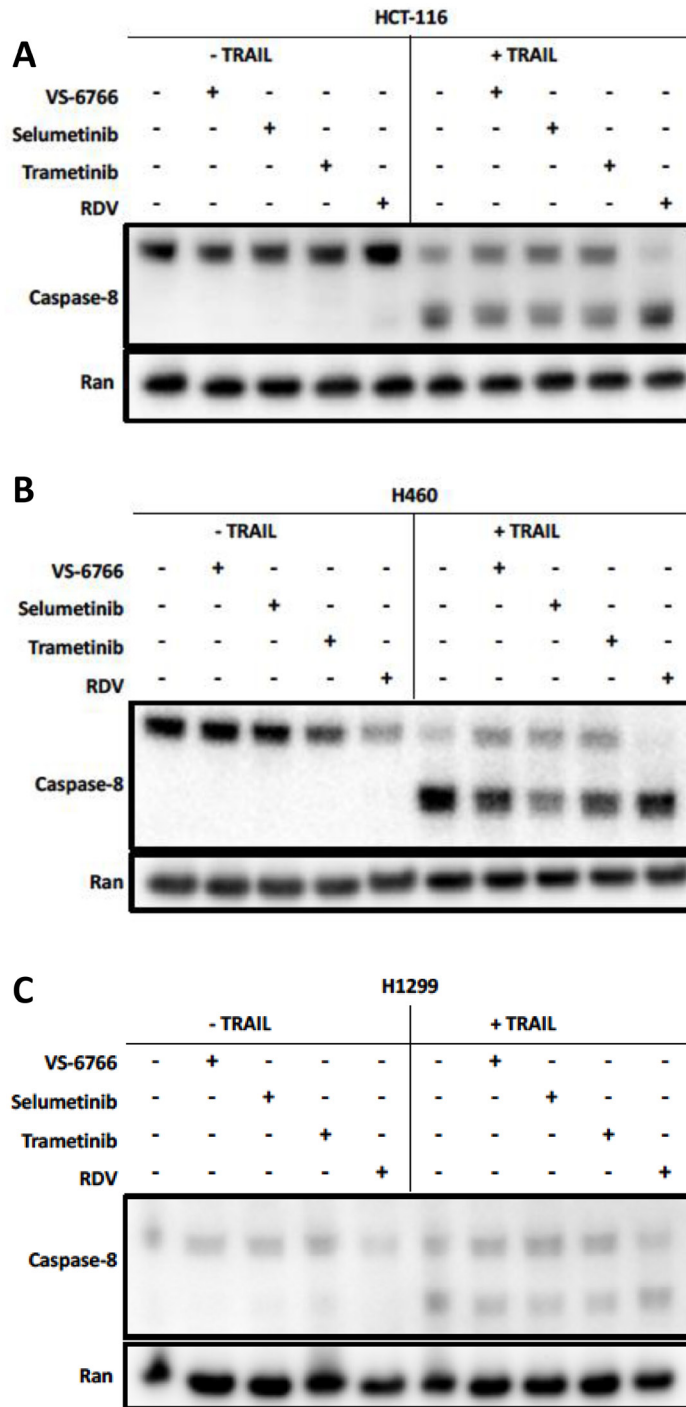 HCT-116
A
- TRAIL + TRAIL
VS-6766 - + - - - - + - - -
Selumetinib - - + - - - - + - -
Trametinib - - - + - - - - + -
RDV - - - - + - - - - +
Caspase-8
Ran
B
H460
- TRAIL + TRAIL
VS-6766 - + - - - - + - - -
Selumetinib - - + - - - - + - -
Trametinib - - - + - - - - + -
RDV - - - - + - - - - +
Caspase-8
Ran
C
H1299
- TRAIL + TRAIL
VS-6766 - + - - - - + - - -
Selumetinib - - + - - - - + - -
Trametinib - - - + - - - - + -
RDV - - - - + - - - - +
Caspase-8
Ran